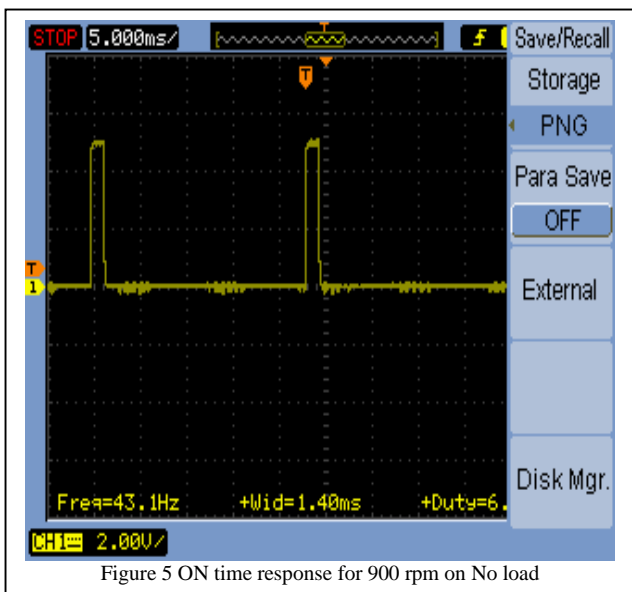 STOP 5.000ms/
T
Save/Recall
Storage
PNG
Para Save
OFF
External
Disk Mgr.
T
T
1
Freq=43.1Hz +Wid=1.40ms +Duty=6.
CH1 2.00V/
Figure 5 ON time response for 900 rpm on No load